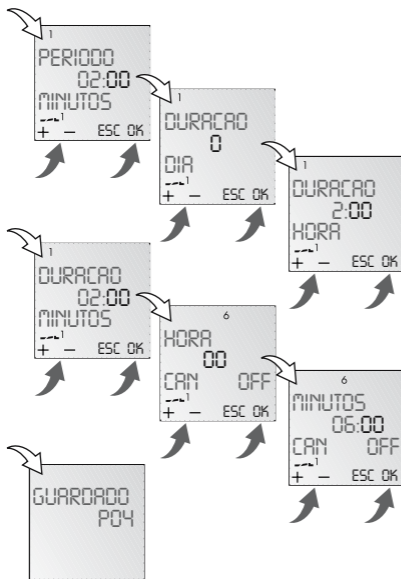 1
PERIODO
02:00
MINUTOS
1
+ - ESC OK
1
DURACAO
0
DIA
1
+ - ESC OK
1
DURACAO
2:00
HORA
1
+ - ESC OK
1
DURACAO
02:00
MINUTOS
1
+ - ESC OK
6
HORA
00
CAN OFF
1
+ - ESC OK
6
MINUTOS
06:00
CAN OFF
1
+ - ESC OK
GUARDADO
P04